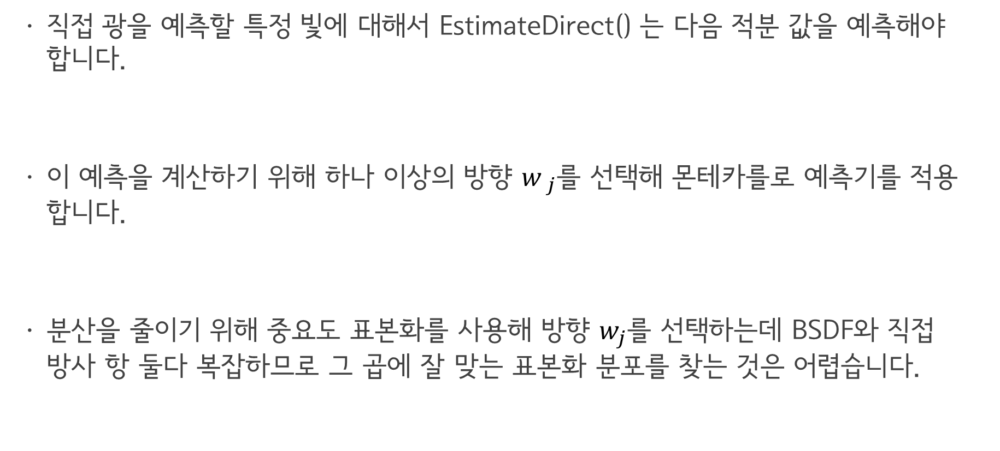 · 직접 광을 예측할 특정 빛에 대해서 EstimateDirect() 는 다음 적분 값을 예측해야
합니다.
· 이 예측을 계산하기 위해 하나 이상의 방향 w j를 선택해 몬테카를로 예측기를 적용
합니다.
· 분산을 줄이기 위해 중요도 표본화를 사용해 방향 wj를 선택하는데 BSDF와 직접
방사 항 둘다 복잡하므로 그 곱에 잘 맞는 표본화 분포를 찾는 것은 어렵습니다.